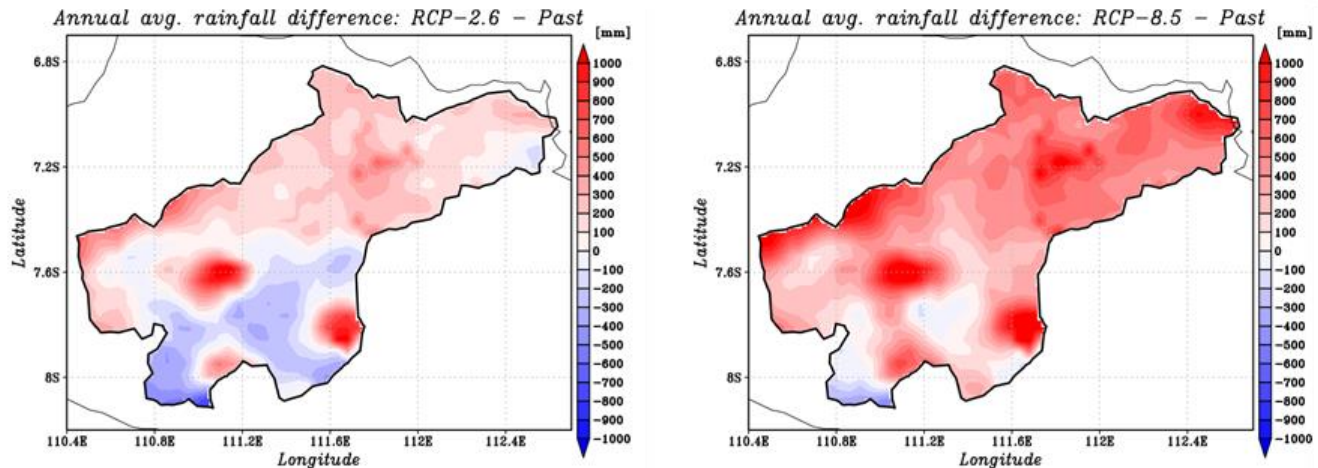 Annual avg. rainfall difference: RCP-2.6 - Past
[mm]
6.8S
7.2S
7.6S
8S
Latitude
110.4E 110.8E 111.2E 111.6E 112E 112.4E
Longitude
1000
900
800
700
600
500
400
300
200
100
0
-100
-200
-300
-400
-500
-600
-700
-800
-900
-1000
Annual avg. rainfall difference: RCP-8.5 - Past
[mm]
6.8S
7.2S
7.6S
8S
Latitude
110.4E 110.8E 111.2E 111.6E 112E 112.4E
Longitude
1000
900
800
700
600
500
400
300
200
100
0
-100
-200
-300
-400
-500
-600
-700
-800
-900
-1000